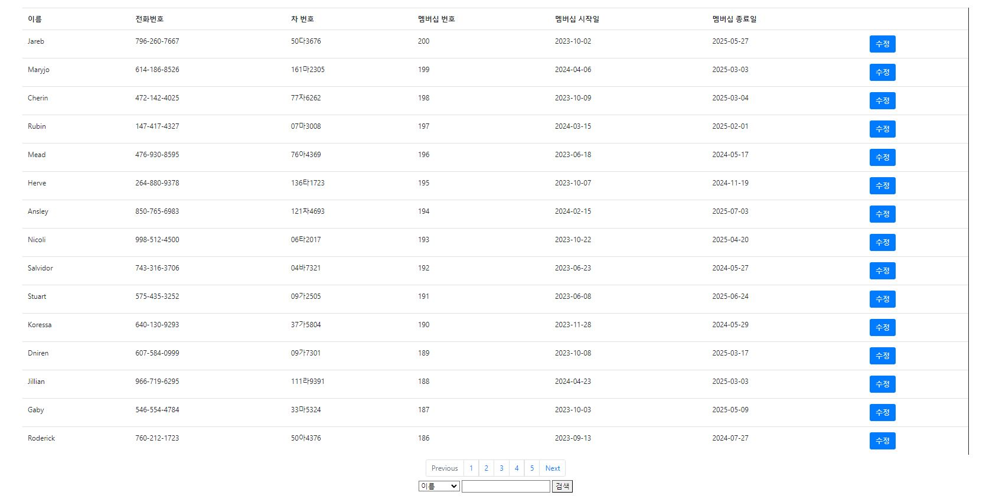 이름 전화번호 차 번호 멤버십 번호 멤버십 시작일 멤버십 종료일
Jareb 796-260-7667 50다3676 200 2023-10-02 2025-05-27 수정
Maryjo 614-186-8526 161마2305 199 2024-04-06 2025-03-03 수정
Cherin 472-142-4025 77자6262 198 2023-10-09 2025-03-04 수정
Rubin 147-417-4327 07마3008 197 2024-03-15 2025-02-01 수정
Mead 476-930-8595 76아4369 196 2023-06-18 2024-05-17 수정
Herve 264-880-9378 136타1723 195 2023-10-07 2024-11-19 수정
Ansley 850-765-6983 121차4693 194 2024-02-15 2025-07-03 수정
Nicoli 998-512-4500 06타2017 193 2023-10-22 2025-04-20 수정
Salvidor 743-316-3706 04바7321 192 2023-06-23 2024-05-27 수정
Stuart 575-435-3252 09가2505 191 2023-06-08 2025-06-24 수정
Koressa 640-130-9293 37가5804 190 2023-11-28 2024-05-29 수정
Dniren 607-584-0999 09가7301 189 2023-10-08 2025-03-17 수정
Jillian 966-719-6295 111라9391 188 2024-04-23 2025-03-03 수정
Gaby 546-554-4784 33마5324 187 2023-10-03 2025-05-09 수정
Roderick 760-212-1723 50아4376 186 2023-09-13 2024-07-27 수정
Previous 1 2 3 4 5 Next
이름 검색